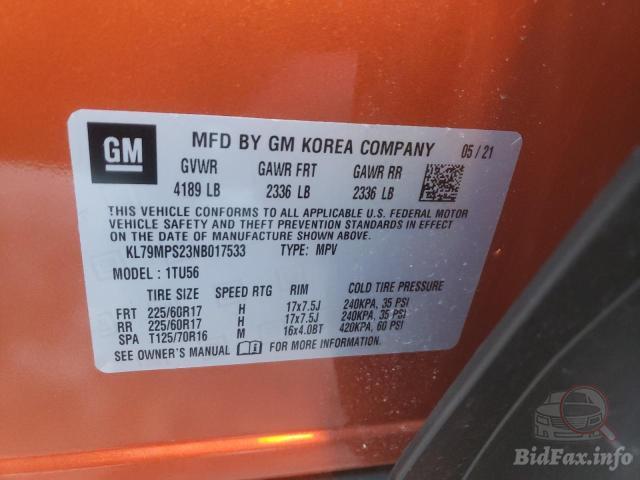 GM MFD BY GM KOREA COMPANY 05/21
GVWR GAWR FRT GAWR RR
4189 LB 2336 LB 2336 LB
THIS VEHICLE CONFORMS TO ALL APPLICABLE U.S. FEDERAL MOTOR
VEHICLE SAFETY, BUMPER, AND THEFT PREVENTION STANDARDS IN EFFECT
ON THE DATE OF MANUFACTURE SHOWN ABOVE.
KL79MPS23NB017533 TYPE: MPV
MODEL : 1TU56
TIRE SIZE SPEED RTG RIM COLD TIRE PRESSURE
FRT 225/60R17 H 17x7.5J 240KPA, 35 PSI
RR 225/60R17 H 17x7.5J 240KPA, 35 PSI
SPA T125/70R16 M 16x4.0BT 420KPA, 60 PSI
SEE OWNER'S MANUAL FOR MORE INFORMATION.
BidFax.info